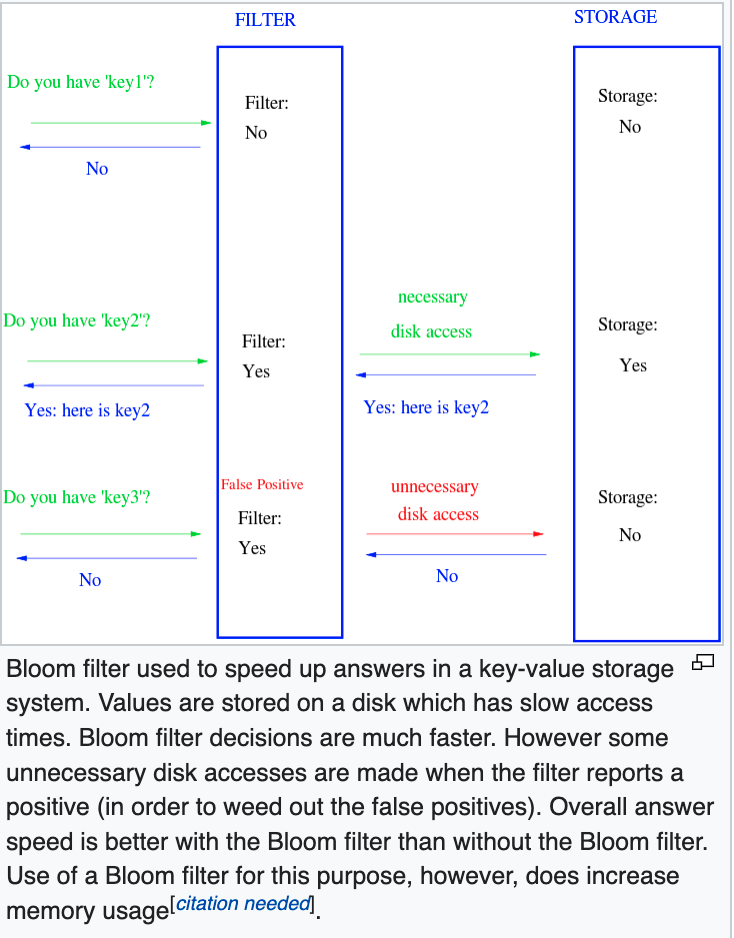 FILTER
STORAGE
Do you have 'key1'?
Filter:
No
Storage:
No
No
Do you have 'key2'?
Filter:
Yes
necessary
disk access
Storage:
Yes
Yes: here is key2
Yes: here is key2
Do you have 'key3'?
False Positive
Filter:
Yes
unnecessary
disk access
Storage:
No
No
No
Bloom filter used to speed up answers in a key-value storage
system. Values are stored on a disk which has slow access
times. Bloom filter decisions are much faster. However some
unnecessary disk accesses are made when the filter reports a
positive (in order to weed out the false positives). Overall answer
speed is better with the Bloom filter than without the Bloom filter.
Use of a Bloom filter for this purpose, however, does increase
memory usage[citation needed].